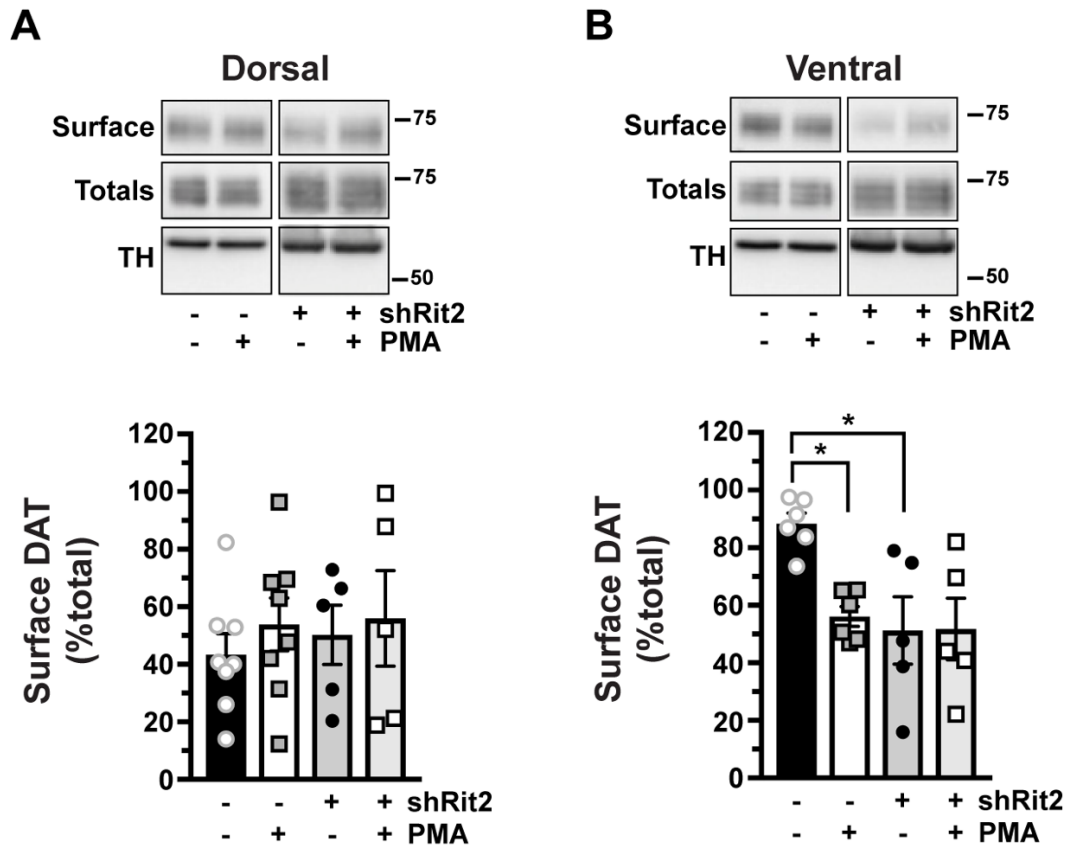 A
Dorsal
Surface
75
Totals
75
TH
50
- - + + shRit2
- + - + PMA
Surface DAT
(%total)
120
100
80
60
40
20
0
- - + + shRit2
- + - + PMA
B
Ventral
Surface
75
Totals
75
TH
50
- - + + shRit2
- + - + PMA
Surface DAT
(%total)
120
100
80
60
40
20
0
*
*
- - + + shRit2
- + - + PMA